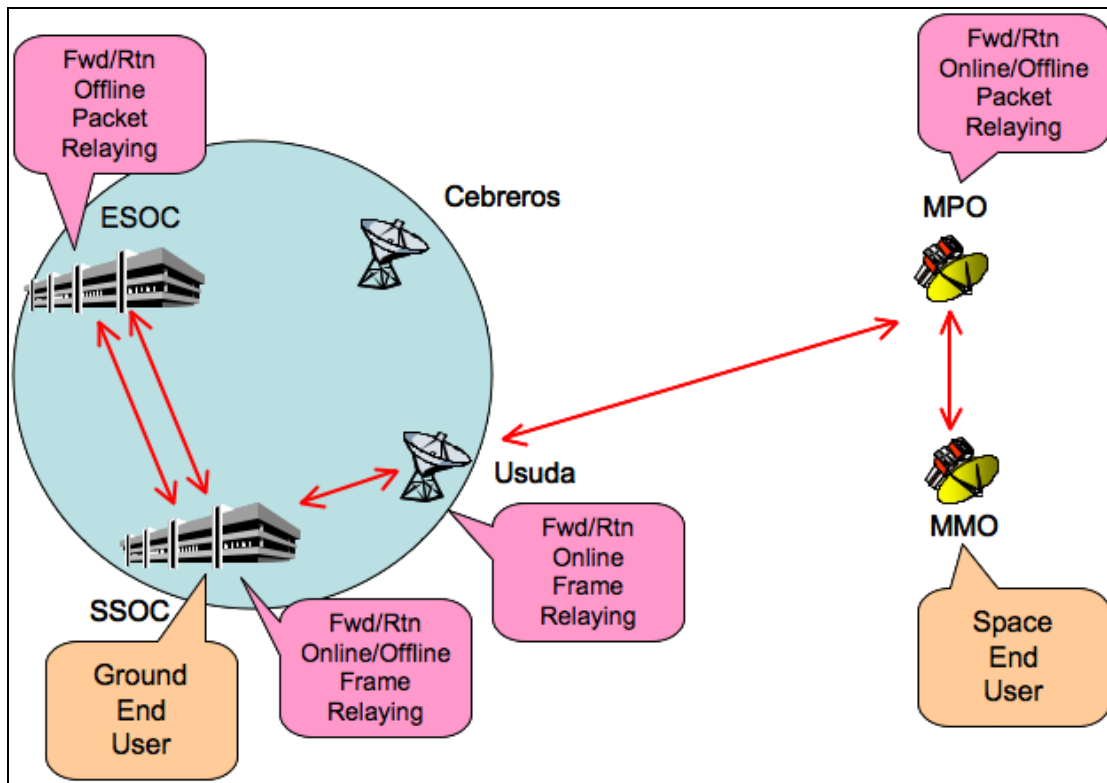 Fwd/Rtn
Offline
Packet
Relaying
Fwd/Rtn
Online/Offline
Packet
Relaying
ESOC
Cebreros
MPO
Usuda
MMO
SSOC
Fwd/Rtn
Online
Frame
Relaying
Ground
End
User
Fwd/Rtn
Online/Offline
Frame
Relaying
Space
End
User